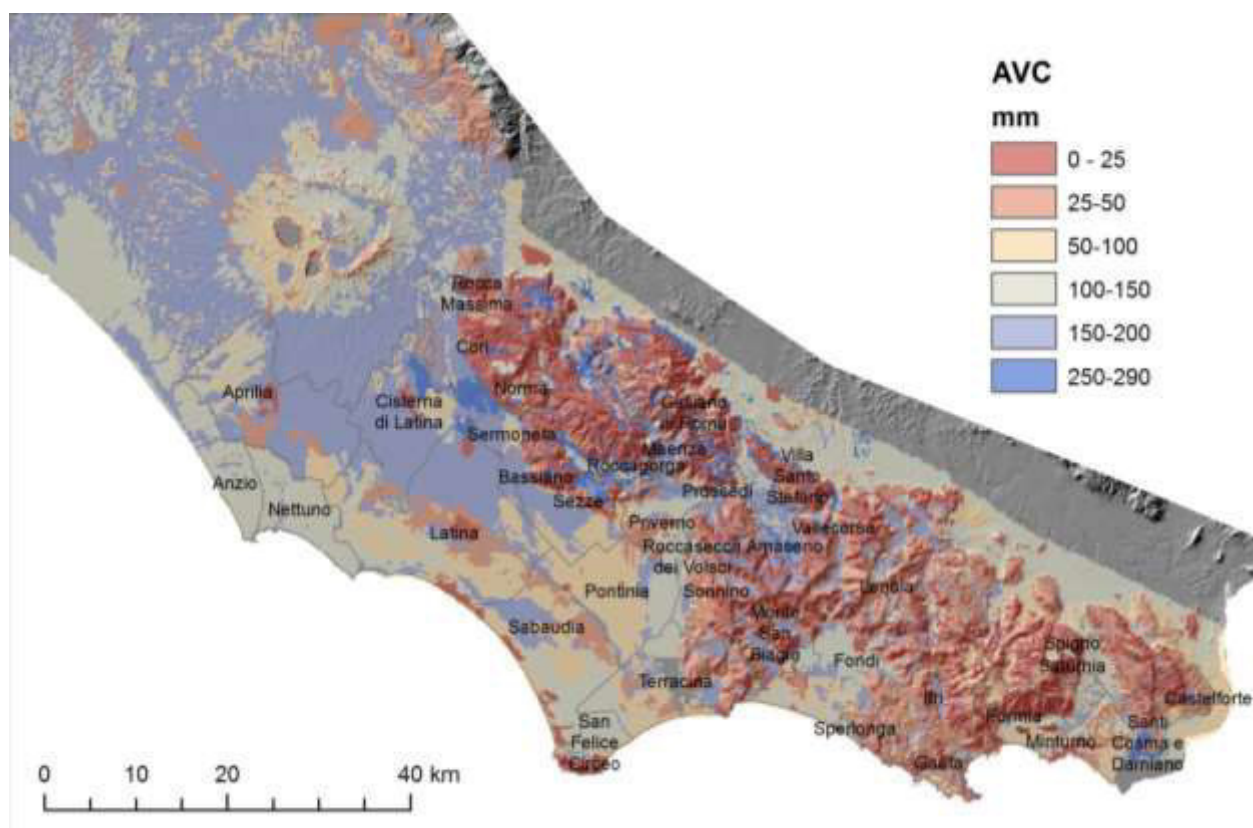 AVC
mm
0 - 25
25-50
50-100
100-150
150-200
250-290
Rocca
Massima
Cori
Norma
Aprilia
Cisterna
di Latina
Giuliano
di Roma
Sermoneta
Maenza
Villa
Santo
Stefano
Bassiano
Roccagorga
Prossedi
Sezze
Anzio
Nettuno
Latina
Priverno
Vallecorsa
Roccasecca
dei Volsci
Amaseno
Pontinia
Sonnino
Lenola
Sabaudia
Monte
San
Biagio
Fondi
Spigno
Saturnia
Terracina
Itri
Castelforte
San
Felice
Circeo
Sperlonga
Formia
Minturno
Santi
Cosma e
Damiano
Gaeta
0 10 20 40 km